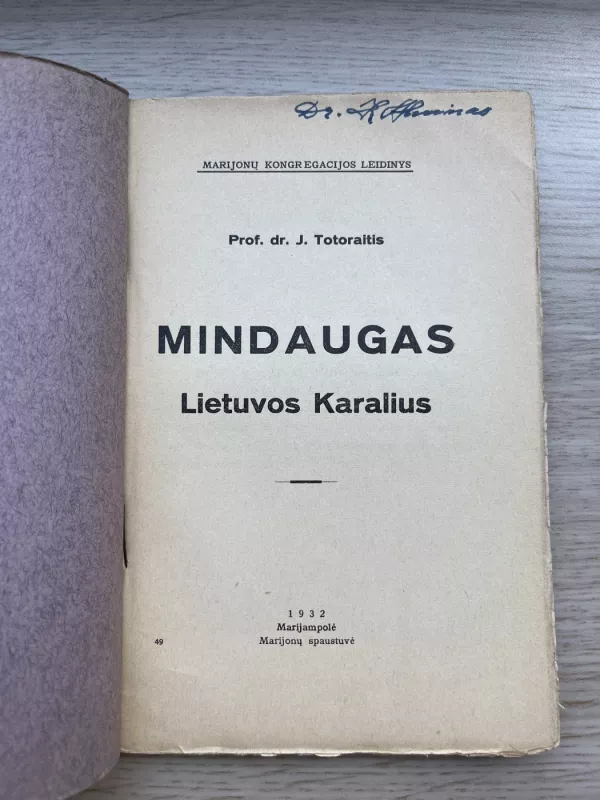 Dr. K
MARIJONŲ KONGREGACIJOS LEIDINYS
Prof. dr. J. Totoraitis
MINDAUGAS
Lietuvos Karalius
1932
Marijampolė
49 Marijonų spaustuvė